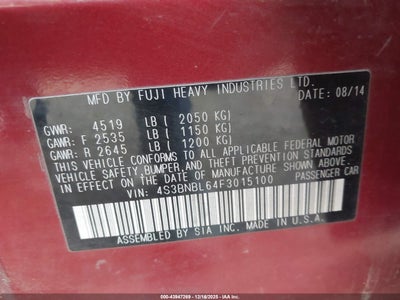 MFD BY FUJI HEAVY INDUSTRIES LTD.
DATE: 08/14
GVWR: 4519 LB ( 2050 KG)
GAWR: F 2535 LB ( 1150 KG)
GAWR: R 2645 LB ( 1200 KG)
THIS VEHICLE CONFORMS TO ALL APPLICABLE FEDERAL MOTOR
VEHICLE SAFETY, BUMPER, AND THEFT PREVENTION STANDARDS
IN EFFECT ON THE DATE OF MANUFACTURE SHOWN ABOVE.
VIN: 4S3BNBL64F3015100 PASSENGER CAR
ASSEMBLED BY SIA INC. MADE IN U.S.A.
000-43947269 - 12/18/2025 - IAA, Inc.